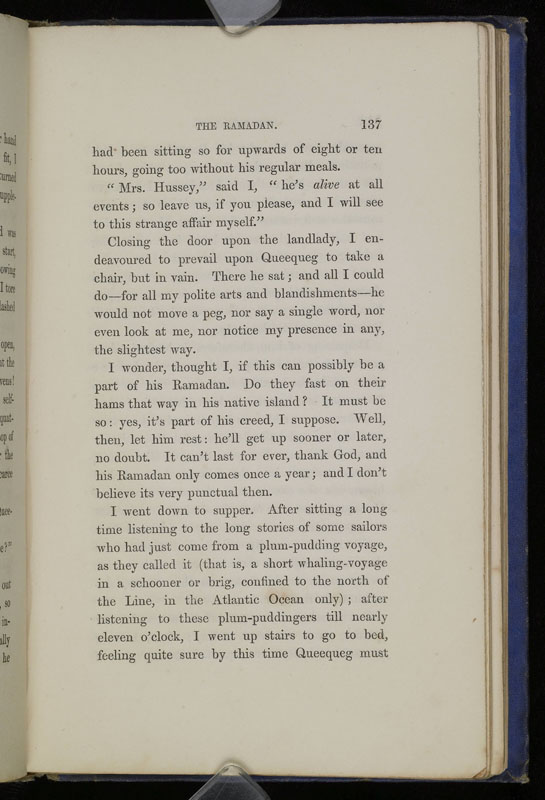 THE RAMADAN. 137
had been sitting so for upwards of eight or ten
hours, going too without his regular meals.
“ Mrs. Hussey,” said I, “ he’s alive at all
events ; so leave us, if you please, and I will see
to this strange affair myself.”
Closing the door upon the landlady, I en-
deavoured to prevail upon Queequeg to take a
chair, but in vain. There he sat ; and all I could
do—for all my polite arts and blandishments—he
would not move a peg, nor say a single word, nor
even look at me, nor notice my presence in any,
the slightest way.
I wonder, thought I, if this can possibly be a
part of his Ramadan. Do they fast on their
hams that way in his native island ? It must be
so : yes, it’s part of his creed, I suppose. Well,
then, let him rest : he’ll get up sooner or later,
no doubt. It can’t last for ever, thank God, and
his Ramadan only comes once a year ; and I don’t
believe its very punctual then.
I went down to supper. After sitting a long
time listening to the long stories of some sailors
who had just come from a plum-pudding voyage,
as they called it (that is, a short whaling-voyage
in a schooner or brig, confined to the north of
the Line, in the Atlantic Ocean only) ; after
listening to these plum-puddingers till nearly
eleven o’clock, I went up stairs to go to bed,
feeling quite sure by this time Queequeg must